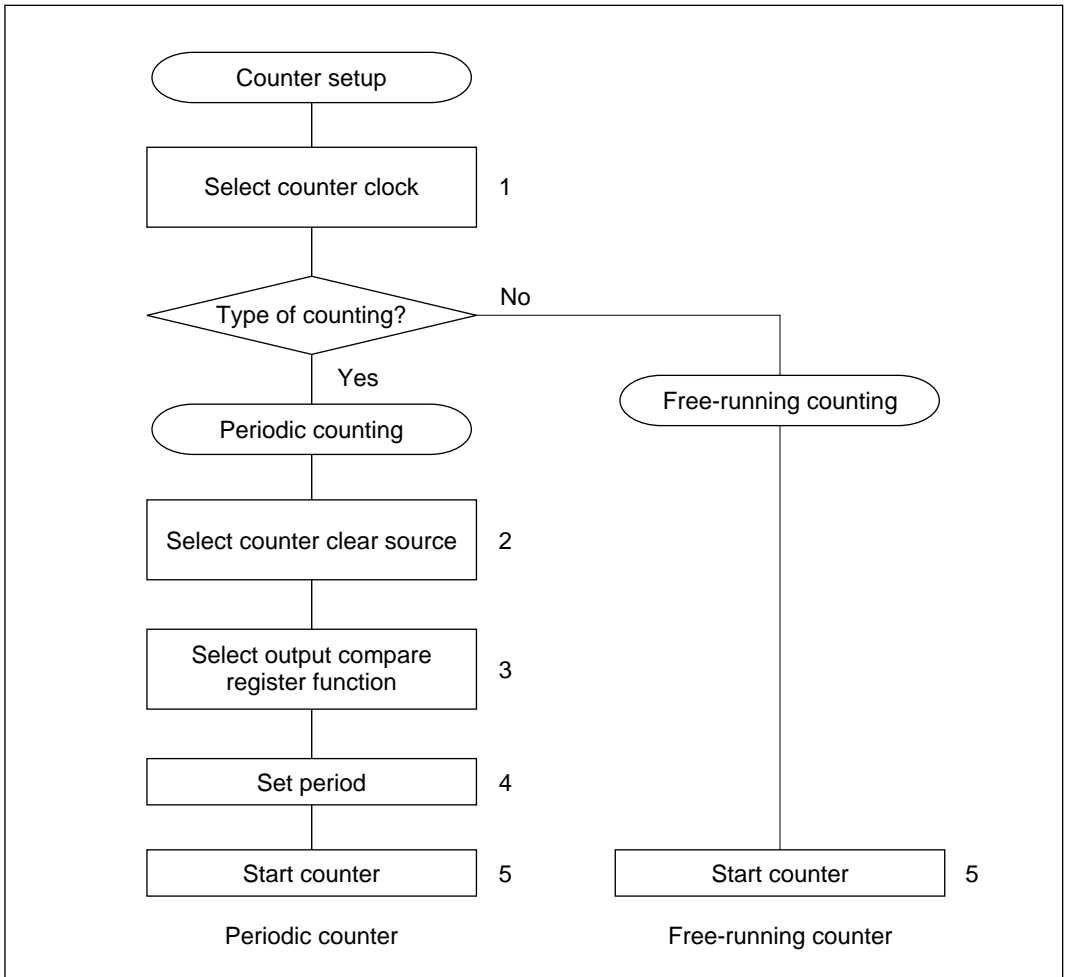 Counter setup
Select counter clock
1
Type of counting?
No
Yes
Periodic counting
Free-running counting
Select counter clear source
2
Select output compare
register function
3
Set period
4
Start counter
5
Start counter
5
Periodic counter
Free-running counter